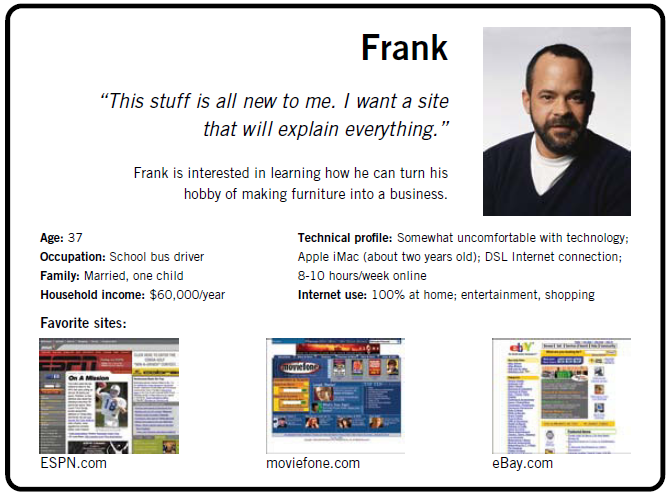 Frank
“This stuff is all new to me. I want a site
that will explain everything.”
Frank is interested in learning how he can turn his
hobby of making furniture into a business.
Age: 37
Occupation: School bus driver
Family: Married, one child
Household income: $60,000/year
Technical profile: Somewhat uncomfortable with technology;
Apple iMac (about two years old); DSL Internet connection;
8-10 hours/week online
Internet use: 100% at home; entertainment, shopping
Favorite sites:
On A Mission
moviefone
ebY
ESPN.com
moviefone.com
eBay.com